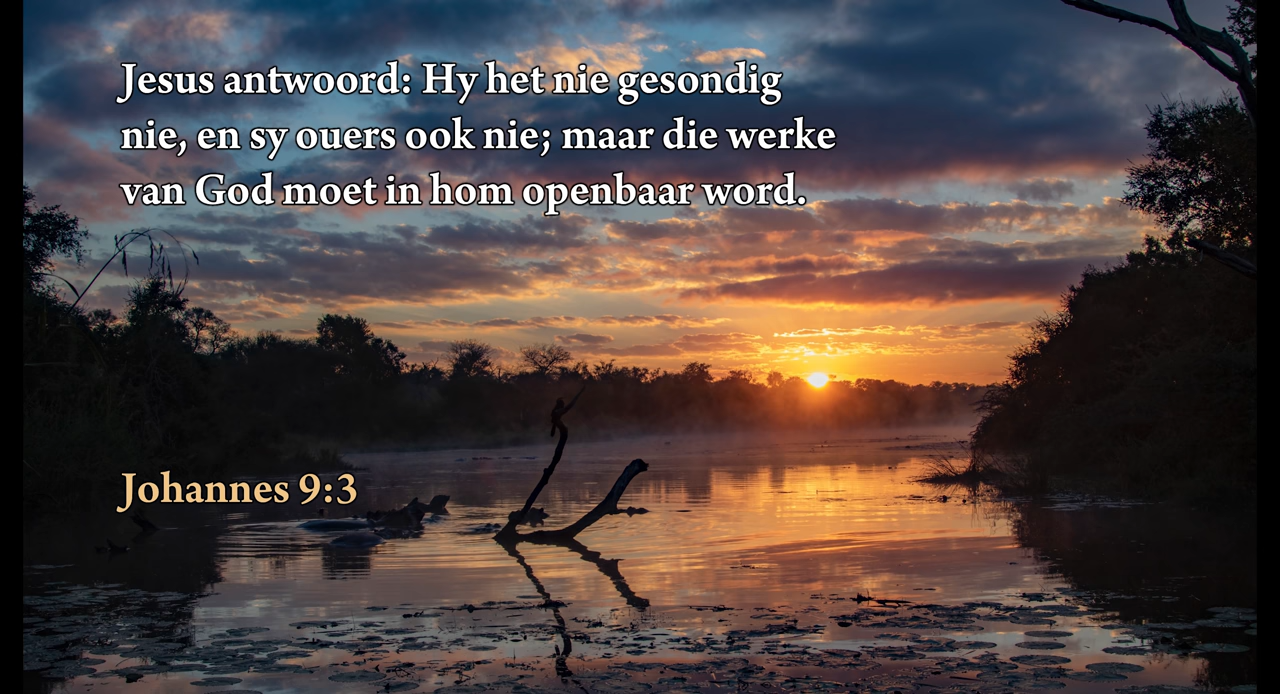 Jesus antwoord: Hy het nie gesondig
nie, en sy ouers ook nie; maar die werke
van God moet in hom openbaar word.
Johannes 9:3